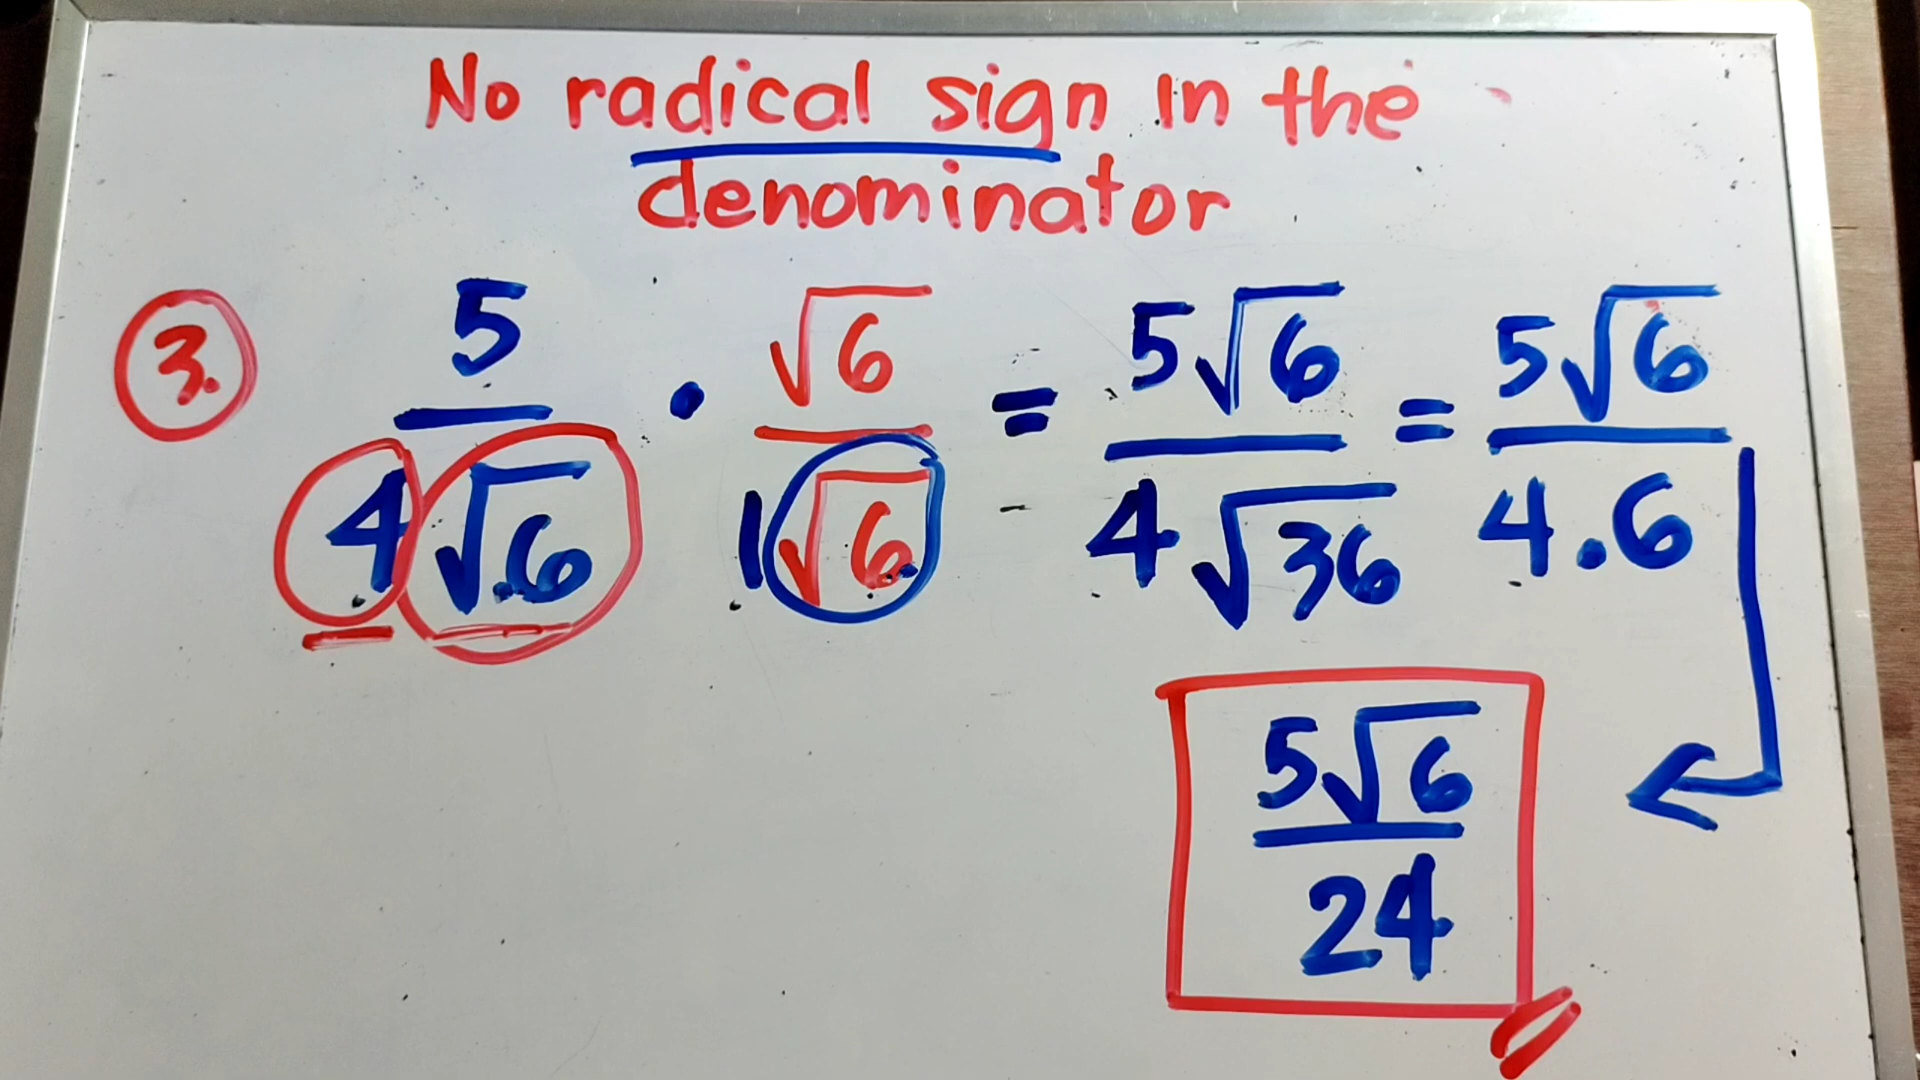 No radical sign in the
denominator
3. 5/4√6 · √6/1√6 = 5√6/4√36 = 5√6/4.6
5√6/24